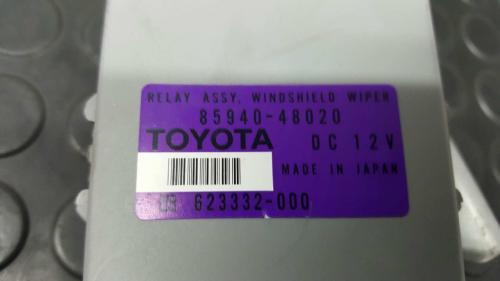 RELAY ASSY, WINDSHIELD WIPER
85940-48020
TOYOTA DC 12V
MADE IN JAPAN
623332-000